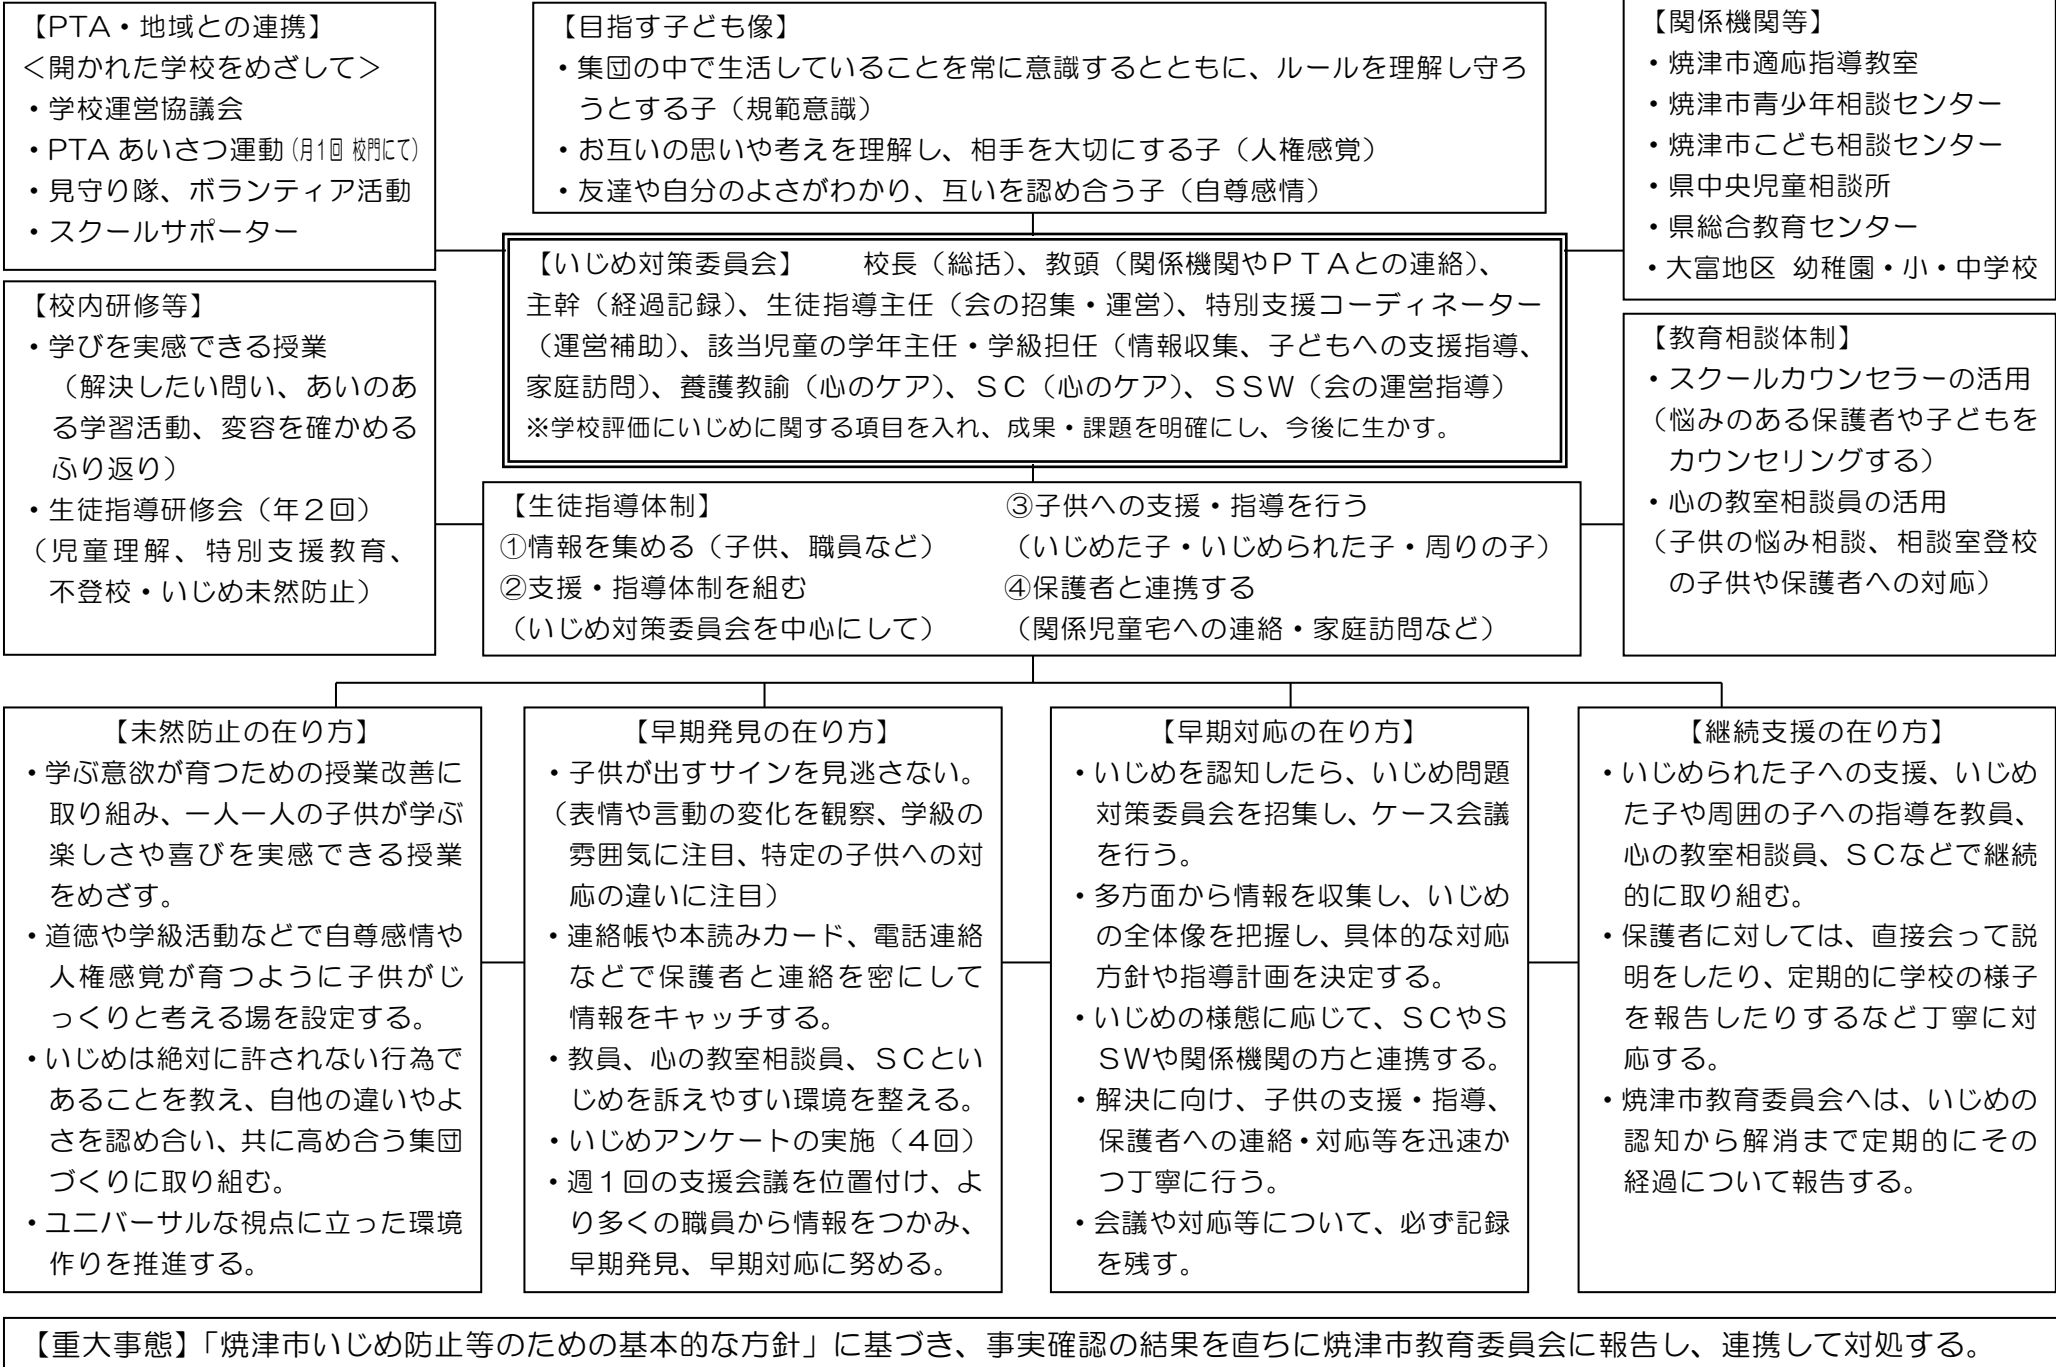 【PTA・地域との連携】
＜開かれた学校をめざして＞
・学校運営協議会
・PTA あいさつ運動(月1回 校門にて)
・見守り隊、ボランティア活動
・スクールサポーター
【目指す子ども像】
・集団の中で生活していることを常に意識するとともに、ルールを理解し守ろ
うとする子（規範意識）
・お互いの思いや考えを理解し、相手を大切にする子（人権感覚）
・友達や自分のよさがわかり、互いを認め合う子（自尊感情）
【関係機関等】
・焼津市適応指導教室
・焼津市青少年相談センター
・焼津市こども相談センター
・県中央児童相談所
・県総合教育センター
・大富地区 幼稚園・小・中学校
【いじめ対策委員会】　　校長（総括）、教頭（関係機関やＰＴＡとの連絡）、
主幹（経過記録）、生徒指導主任（会の招集・運営）、特別支援コーディネーター
（運営補助）、該当児童の学年主任・学級担任（情報収集、子どもへの支援指導、
家庭訪問）、養護教諭（心のケア）、ＳＣ（心のケア）、ＳＳＷ（会の運営指導）
※学校評価にいじめに関する項目を入れ、成果・課題を明確にし、今後に生かす。
【校内研修等】
・学びを実感できる授業
（解決したい問い、あいのあ
る学習活動、変容を確かめる
ふり返り）
・生徒指導研修会（年２回）
（児童理解、特別支援教育、
不登校・いじめ未然防止）
【教育相談体制】
・スクールカウンセラーの活用
（悩みのある保護者や子どもを
カウンセリングする）
・心の教室相談員の活用
（子供の悩み相談、相談室登校
の子供や保護者への対応）
【生徒指導体制】
①情報を集める（子供、職員など）
②支援・指導体制を組む
（いじめ対策委員会を中心にして）
③子供への支援・指導を行う
（いじめた子・いじめられた子・周りの子）
④保護者と連携する
（関係児童宅への連絡・家庭訪問など）
【未然防止の在り方】
・学ぶ意欲が育つための授業改善に
取り組み、一人一人の子供が学ぶ
楽しさや喜びを実感できる授業
をめざす。
・道徳や学級活動などで自尊感情や
人権感覚が育つように子供がじ
っくりと考える場を設定する。
・いじめは絶対に許されない行為で
あることを教え、自他の違いやよ
さを認め合い、共に高め合う集団
づくりに取り組む。
・ユニバーサルな視点に立った環境
作りを推進する。
【早期発見の在り方】
・子供が出すサインを見逃さない。
（表情や言動の変化を観察、学級の
雰囲気に注目、特定の子供への対
応の違いに注目）
・連絡帳や本読みカード、電話連絡
などで保護者と連絡を密にして
情報をキャッチする。
・教員、心の教室相談員、ＳＣとい
じめを訴えやすい環境を整える。
・いじめアンケートの実施（４回）
・週１回の支援会議を位置付け、よ
り多くの職員から情報をつかみ、
早期発見、早期対応に努める。
【早期対応の在り方】
・いじめを認知したら、いじめ問題
対策委員会を招集し、ケース会議
を行う。
・多方面から情報を収集し、いじめ
の全体像を把握し、具体的な対応
方針や指導計画を決定する。
・いじめの様態に応じて、ＳＣやＳ
ＳＷや関係機関の方と連携する。
・解決に向け、子供の支援・指導、
保護者への連絡・対応等を迅速か
つ丁寧に行う。
・会議や対応等について、必ず記録
を残す。
【継続支援の在り方】
・いじめられた子への支援、いじめ
た子や周囲の子への指導を教員、
心の教室相談員、ＳＣなどで継続
的に取り組む。
・保護者に対しては、直接会って説
明をしたり、定期的に学校の様子
を報告したりするなど丁寧に対
応する。
・焼津市教育委員会へは、いじめの
認知から解消まで定期的にその
経過について報告する。
【重大事態】「焼津市いじめ防止等のための基本的な方針」に基づき、事実確認の結果を直ちに焼津市教育委員会に報告し、連携して対処する。